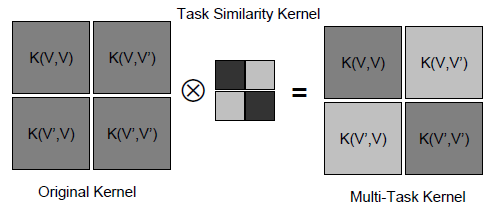 Task Similarity Kernel
K(V,V) K(V,V’)
K(V’,V) K(V’,V’)
⊗
=
K(V,V) K(V,V’)
K(V’,V) K(V’,V’)
Original Kernel
Multi-Task Kernel